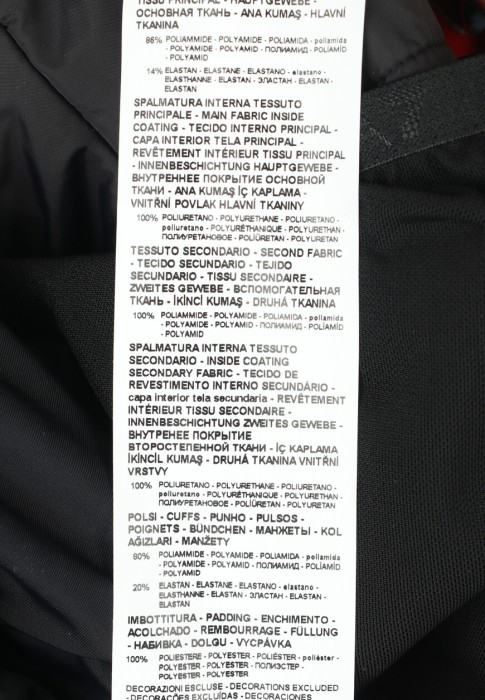 TISSU PRINCIPAL - HAUPTGEWEBE -
ОСНОВНАЯ ТКАНЬ - ANA KUMAŞ - HLAVNÍ
TKANINA
86% POLIAMMIDE - POLYAMIDE - POLIAMIDA - poliamida
- POLYAMIDE - POLYAMID - ПОЛИАМИД - POLİAMİD
- POLYAMID
14% ELASTAN - ELASTANE - ELASTANO - elastano -
ELASTHANNE - ELASTAN - ЭЛАСТАН - ELASTAN -
ELASTAN
SPALMATURA INTERNA TESSUTO
PRINCIPALE - MAIN FABRIC INSIDE
COATING - TECIDO INTERNO PRINCIPAL -
CAPA INTERIOR TELA PRINCIPAL -
REVÊTEMENT INTÉRIEUR TISSU PRINCIPAL
- INNENBESCHICHTUNG HAUPTGEWEBE -
ВНУТРЕННЕЕ ПОКРЫТИЕ ОСНОВНОЙ
ТКАНИ - ANA KUMAŞ İÇ KAPLAMA -
VNITŘNÍ POVLAK HLAVNÍ TKANINY
100% POLIURETANO - POLYURETHANE - POLIURETANO -
poliuretano - POLYURÉTHANIQUE - POLYURETHAN -
ПОЛИУРЕТАНОВОЕ - POLİÜRETAN - POLYURETAN
TESSUTO SECONDARIO - SECOND FABRIC
- TECIDO SECUNDARIO - TEJIDO
SECUNDARIO - TISSU SECONDAIRE -
ZWEITES GEWEBE - ВСПОМОГАТЕЛЬНАЯ
ТКАНЬ - İKİNCİ KUMAŞ - DRUHÁ TKANINA
100% POLIAMMIDE - POLYAMIDE - POLIAMIDA - poliamida
- POLYAMIDE - POLYAMID - ПОЛИАМИД - POLİAMİD
- POLYAMID
SPALMATURA INTERNA TESSUTO
SECONDARIO - INSIDE COATING
SECONDARY FABRIC - TECIDO DE
REVESTIMENTO INTERNO SECUNDÁRIO -
capa interior tela secundaria - REVÊTEMENT
INTÉRIEUR TISSU SECONDAIRE -
INNENBESCHICHTUNG ZWEITES GEWEBE -
ВНУТРЕНЕЕ ПОКРЫТИЕ
ВТОРОСТЕПЕННОЙ ТКАНИ - İÇ KAPLAMA
İKİNCİL KUMAŞ - DRUHÁ TKANINA VNITŘNÍ
VRSTVY
100% POLIURETANO - POLYURETHANE - POLIURETANO -
poliuretano - POLYURÉTHANIQUE - POLYURETHAN -
ПОЛИУРЕТАНОВОЕ - POLİÜRETAN - POLYURETAN
POLSI - CUFFS - PUNHO - PULSOS -
POIGNETS - BÜNDCHEN - МАНЖЕТЫ - KOL
AĞIZLARI - MANŽETY
80% POLIAMMIDE - POLYAMIDE - POLIAMIDA - poliamida
- POLYAMIDE - POLYAMID - ПОЛИАМИД - POLİAMİD
- POLYAMID
20% ELASTAN - ELASTANE - ELASTANO - elastano -
ELASTHANNE - ELASTAN - ЭЛАСТАН - ELASTAN -
ELASTAN
IMBOTTITURA - PADDING - ENCHIMENTO -
ACOLCHADO - REMBOURRAGE - FÜLLUNG
- НАБИВКА - DOLGU - VYCPÁVKA
100% POLIESTERE - POLYESTER - POLIÉSTER - poliéster -
POLYESTER - POLYESTER - ПОЛИЭСТЕР -
POLYESTER - POLYESTER
DECORAZIONI ESCLUSE - DECORATIONS EXCLUDED
- DECORAÇÕES EXCLUÍDAS - DECORACIONES